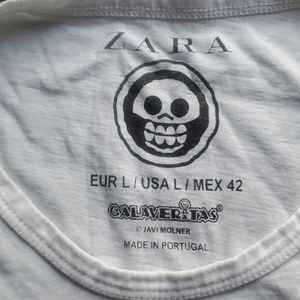 ZARA
EUR L / USA L / MEX 42
CALAVERITAS®
© JAVI MOLNER
MADE IN PORTUGAL